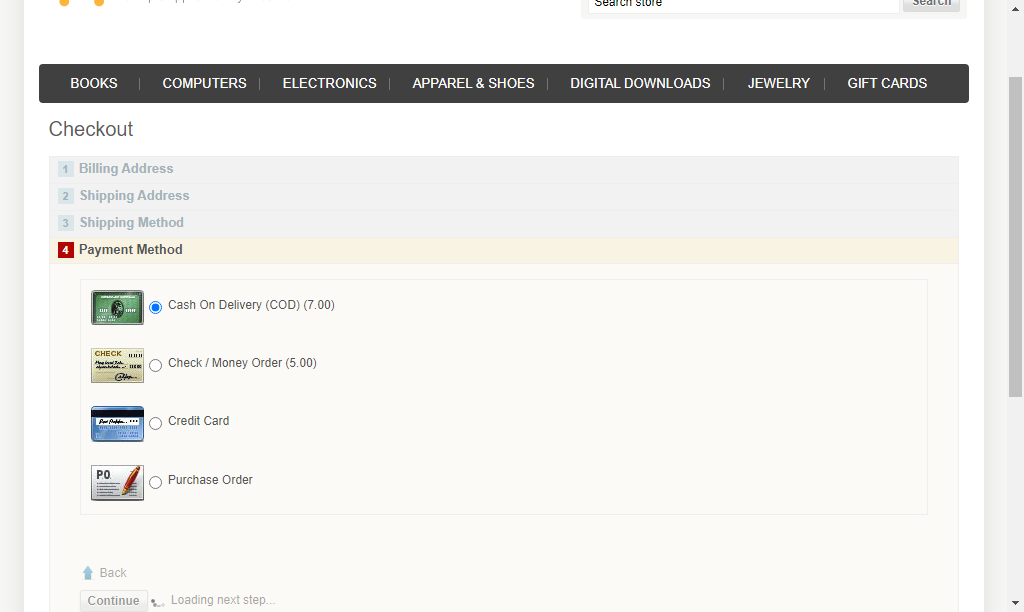 Search store
Search
BOOKS
COMPUTERS
ELECTRONICS
APPAREL & SHOES
DIGITAL DOWNLOADS
JEWELRY
GIFT CARDS
Checkout
1 Billing Address
2 Shipping Address
3 Shipping Method
4 Payment Method
Cash On Delivery (COD) (7.00)
CHECK
Check / Money Order (5.00)
Credit Card
PO
Purchase Order
Back
Continue
Loading next step...